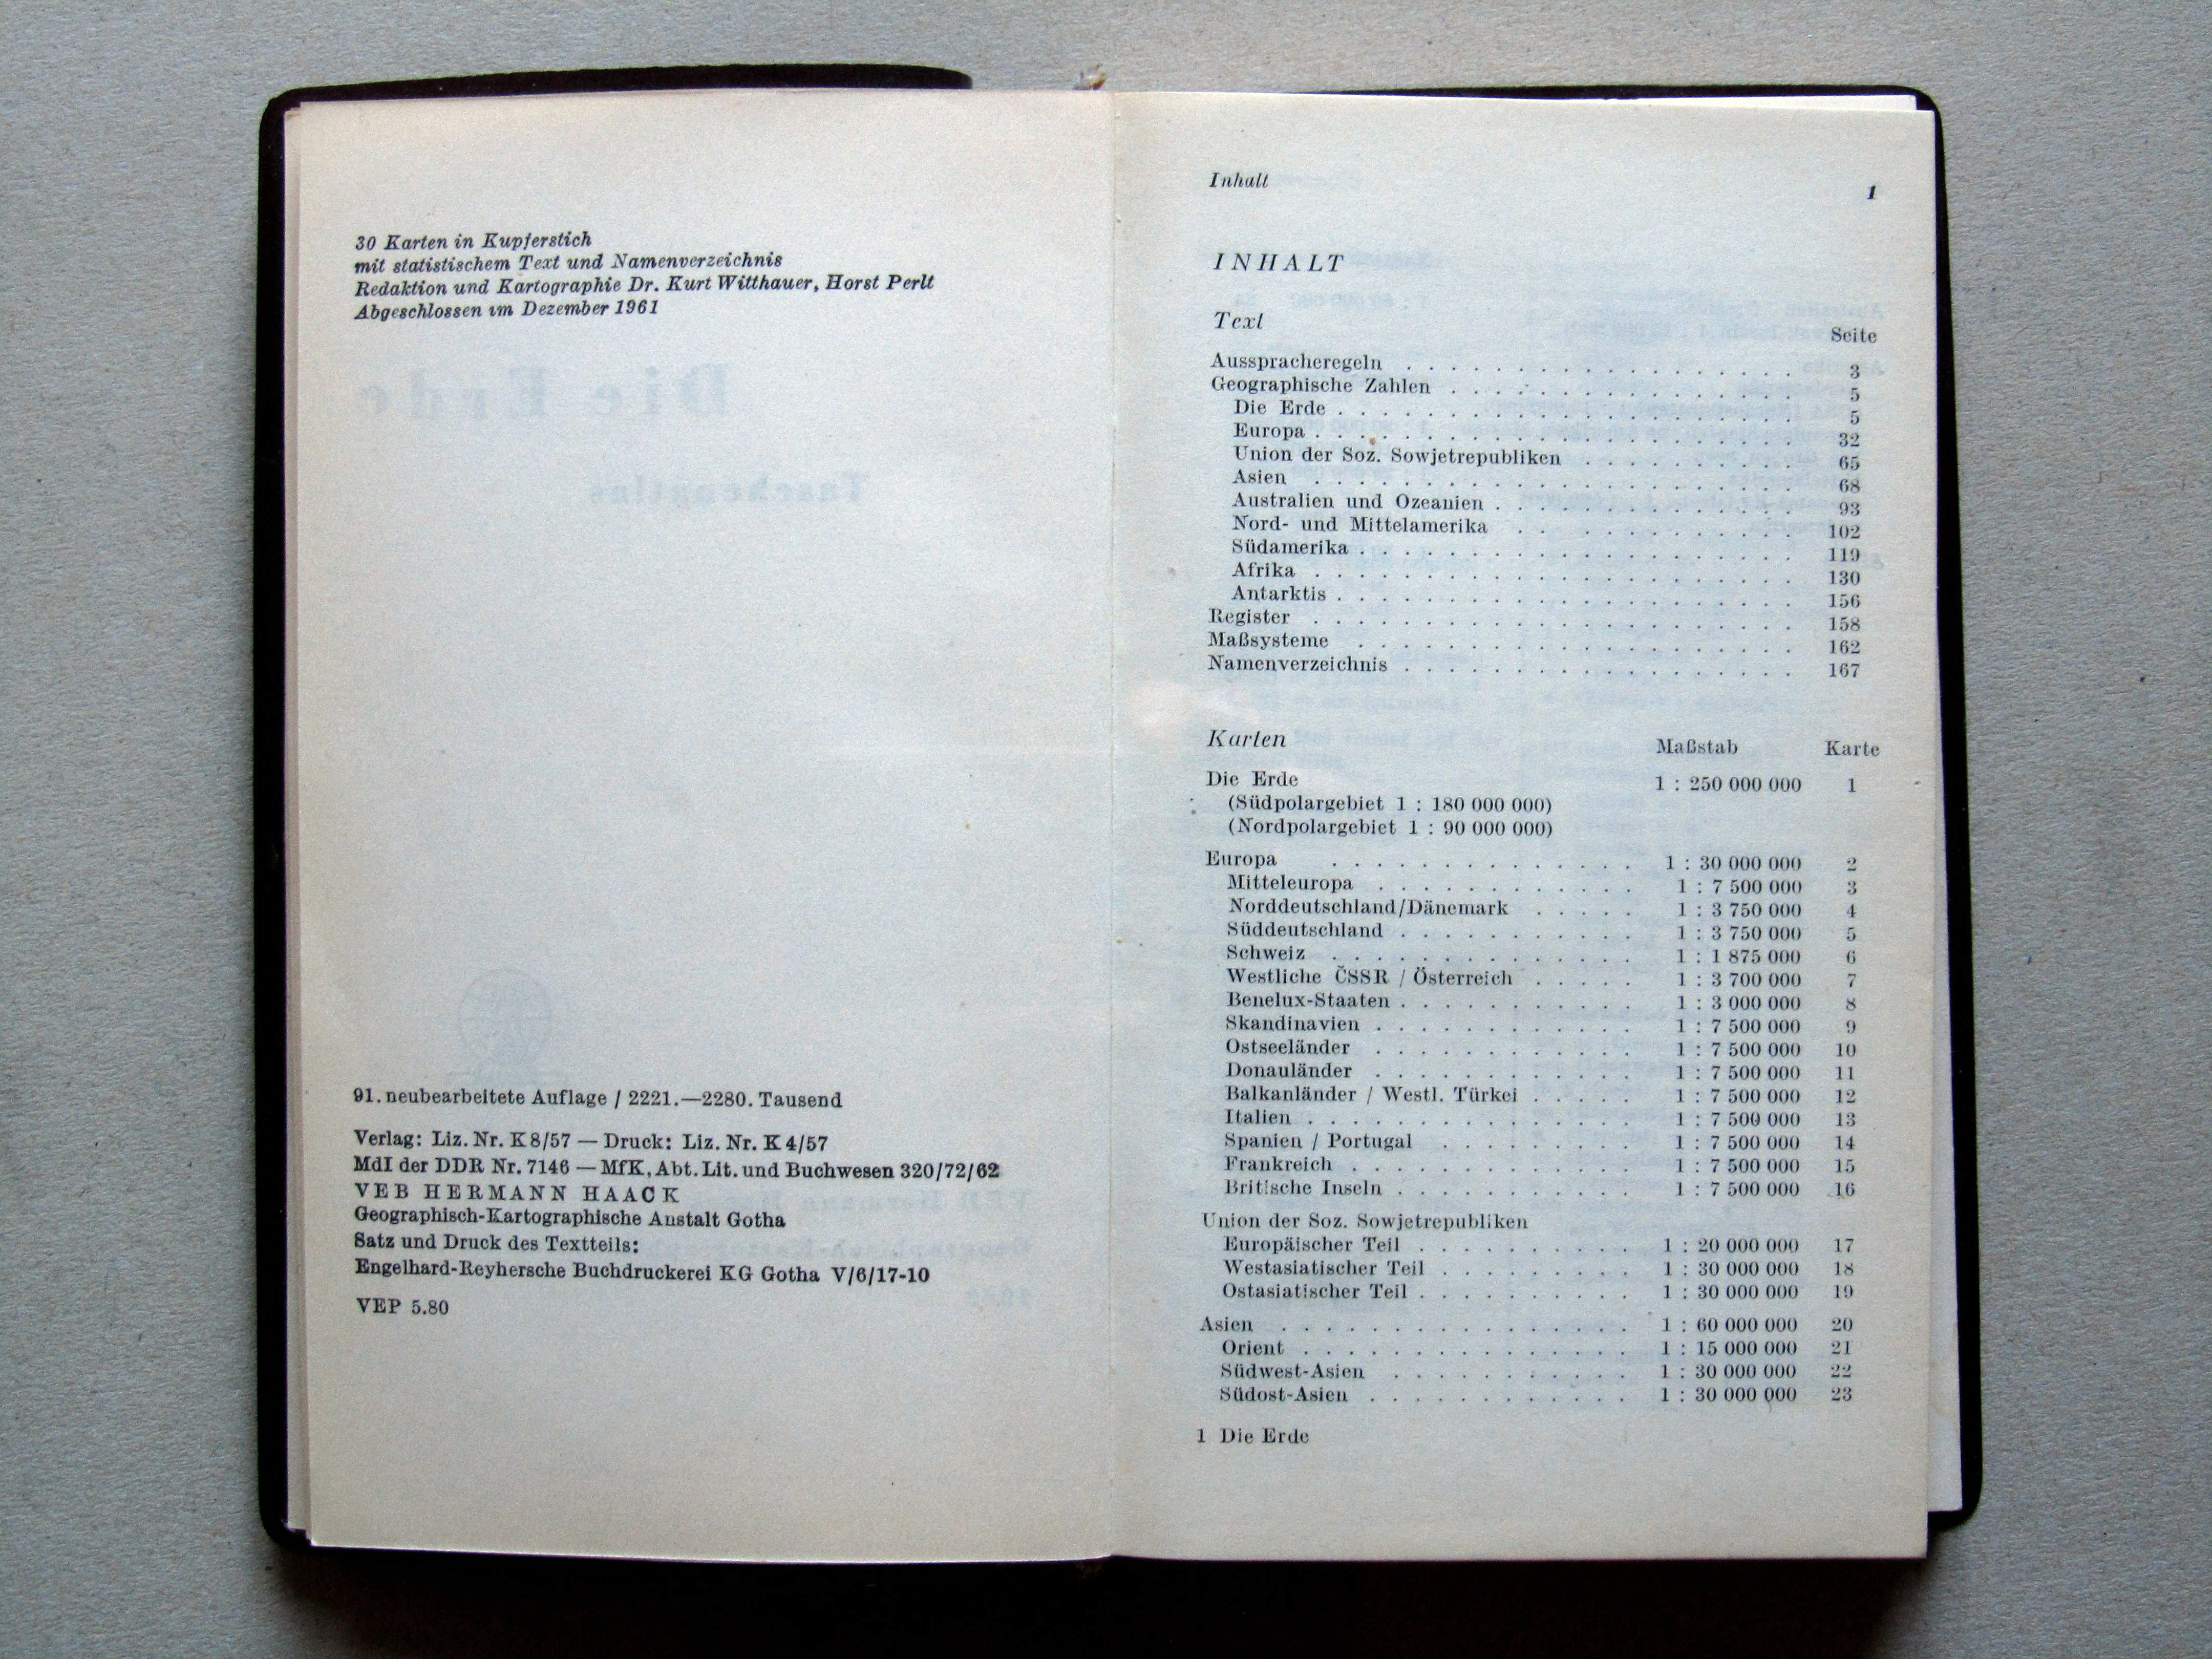 30 Karten in Kupferstich
mit statistischem Text und Namenverzeichnis
Redaktion und Kartographie Dr. Kurt Witthauer, Horst Perlt
Abgeschlossen im Dezember 1961
91. neubearbeitete Auflage / 2221.—2280. Tausend
Verlag: Liz. Nr. K 8/57 — Druck: Liz. Nr. K 4/57
MdI der DDR Nr. 7146 — MfK, Abt. Lit. und Buchwesen 320/72/62
VEB HERMANN HAACK
Geographisch-Kartographische Anstalt Gotha
Satz und Druck des Textteils:
Engelhard-Reyhersche Buchdruckerei KG Gotha V/6/17-10
VEP 5.80
Inhalt 1
INHALT
Text Seite
Ausspracheregeln . . . . . . . . . . . . . . . . . . 3
Geographische Zahlen . . . . . . . . . . . . . . . . 5
Die Erde . . . . . . . . . . . . . . . . . . . . . 5
Europa . . . . . . . . . . . . . . . . . . . . . . 32
Union der Soz. Sowjetrepubliken . . . . . . . . . . 65
Asien . . . . . . . . . . . . . . . . . . . . . . 68
Australien und Ozeanien . . . . . . . . . . . . . . 93
Nord- und Mittelamerika . . . . . . . . . . . . 102
Südamerika . . . . . . . . . . . . . . . . . . . . 119
Afrika . . . . . . . . . . . . . . . . . . . . . . 130
Antarktis . . . . . . . . . . . . . . . . . . . . . 156
Register . . . . . . . . . . . . . . . . . . . . . . 158
Maßsysteme . . . . . . . . . . . . . . . . . . . . 162
Namenverzeichnis . . . . . . . . . . . . . . . . . . 167
Karten Maßstab Karte
Die Erde 1 : 250 000 000 1
(Südpolargebiet 1 : 180 000 000)
(Nordpolargebiet 1 : 90 000 000)
Europa . . . . . . . . . . . . . . 1 : 30 000 000 2
Mitteleuropa . . . . . . . . . . . . 1 : 7 500 000 3
Norddeutschland/Dänemark . . . . . 1 : 3 750 000 4
Süddeutschland . . . . . . . . . . . 1 : 3 750 000 5
Schweiz . . . . . . . . . . . . . . 1 : 1 875 000 6
Westliche ČSSR / Österreich . . . . . 1 : 3 700 000 7
Benelux-Staaten . . . . . . . . . . . 1 : 3 000 000 8
Skandinavien . . . . . . . . . . . . 1 : 7 500 000 9
Ostseeländer . . . . . . . . . . . . 1 : 7 500 000 10
Donauländer . . . . . . . . . . . . 1 : 7 500 000 11
Balkanländer / Westl. Türkei . . . . . 1 : 7 500 000 12
Italien . . . . . . . . . . . . . . . 1 : 7 500 000 13
Spanien / Portugal . . . . . . . . . 1 : 7 500 000 14
Frankreich . . . . . . . . . . . . . 1 : 7 500 000 15
Britische Inseln . . . . . . . . . . . 1 : 7 500 000 16
Union der Soz. Sowjetrepubliken
Europäischer Teil . . . . . . . . . . 1 : 20 000 000 17
Westasiatischer Teil . . . . . . . . . 1 : 30 000 000 18
Ostasiatischer Teil . . . . . . . . . . 1 : 30 000 000 19
Asien . . . . . . . . . . . . . . . . 1 : 60 000 000 20
Orient . . . . . . . . . . . . . . . 1 : 15 000 000 21
Südwest-Asien . . . . . . . . . . . 1 : 30 000 000 22
Südost-Asien . . . . . . . . . . . . 1 : 30 000 000 23
1 Die Erde